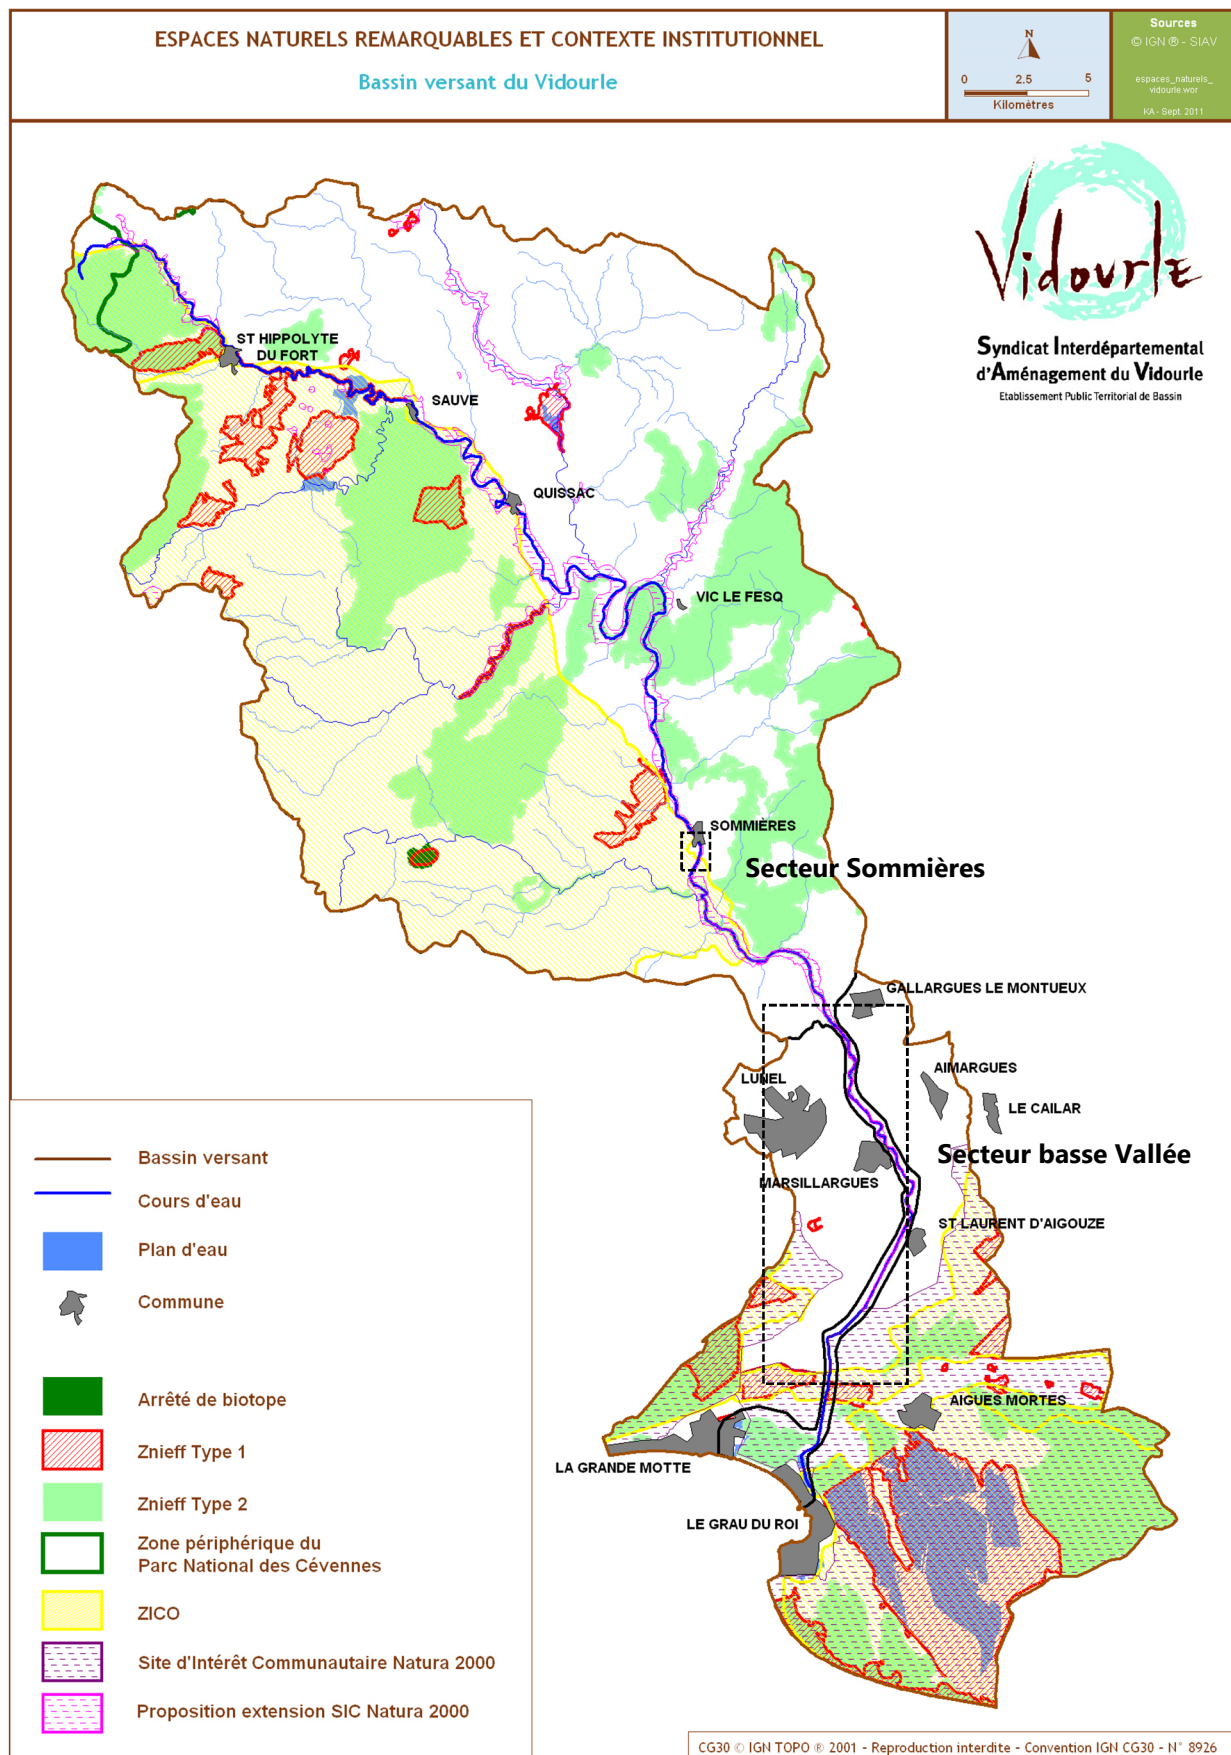 ESPACES NATURELS REMARQUABLES ET CONTEXTE INSTITUTIONNEL
Bassin versant du Vidourle
N
0 2.5 5
Kilomètres
Sources
© IGN ® - SIAV
espaces_naturels_
vidourle.wor
KA - Sept. 2011
Vidourle
Syndicat Interdépartemental
d'Aménagement du Vidourle
Etablissement Public Territorial de Bassin
ST HIPPOLYTE
DU FORT
SAUVE
QUISSAC
VIC LE FESQ
SOMMIÈRES
Secteur Sommières
GALLARGUES LE MONTUEUX
LUNEL
AIMARGUES
LE CAILAR
Secteur basse Vallée
MARSILLARGUES
ST LAURENT D'AIGOUZE
AIGUES MORTES
LA GRANDE MOTTE
LE GRAU DU ROI
Bassin versant
Cours d'eau
Plan d'eau
Commune
Arrêté de biotope
Znieff Type 1
Znieff Type 2
Zone périphérique du
Parc National des Cévennes
ZICO
Site d'Intérêt Communautaire Natura 2000
Proposition extension SIC Natura 2000
CG30 © IGN TOPO ® 2001 - Reproduction interdite - Convention IGN CG30 - N° 8926